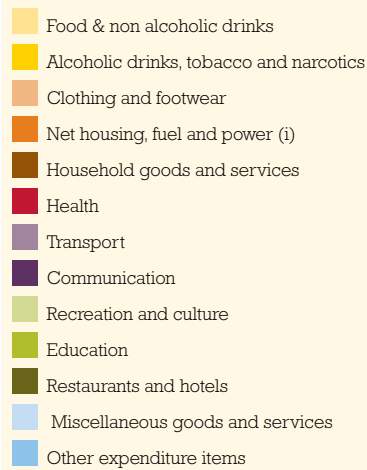 Food & non alcoholic drinks
Alcoholic drinks, tobacco and narcotics
Clothing and footwear
Net housing, fuel and power (i)
Household goods and services
Health
Transport
Communication
Recreation and culture
Education
Restaurants and hotels
Miscellaneous goods and services
Other expenditure items